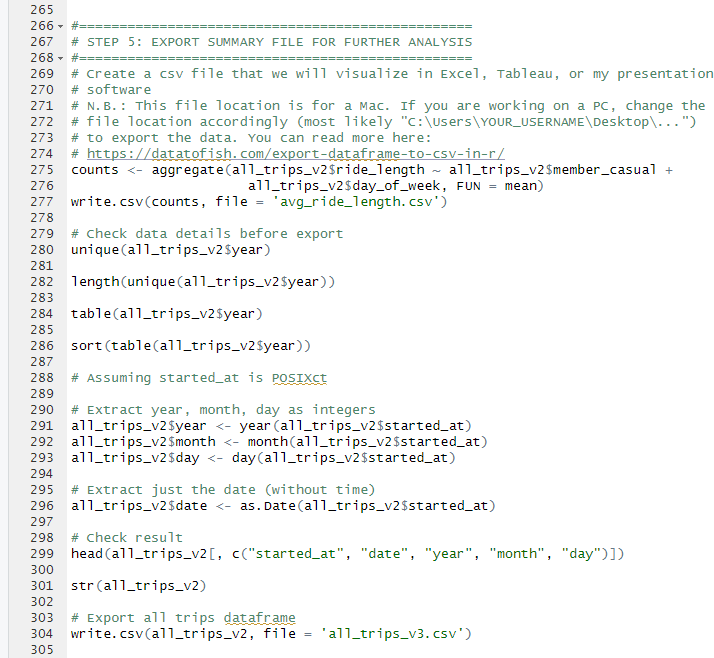 265
266 #=====================================================
267 # STEP 5: EXPORT SUMMARY FILE FOR FURTHER ANALYSIS
268 #=====================================================
269 # Create a csv file that we will visualize in Excel, Tableau, or my presentation
270 # software
271 # N.B.: This file location is for a Mac. If you are working on a PC, change the
272 # file location accordingly (most likely "C:\Users\YOUR_USERNAME\Desktop\...")
273 # to export the data. You can read more here:
274 # https://datatofish.com/export-dataframe-to-csv-in-r/
275 counts <- aggregate(all_trips_v2$ride_length ~ all_trips_v2$member_casual +
276                       all_trips_v2$day_of_week, FUN = mean)
277 write.csv(counts, file = 'avg_ride_length.csv')
278
279 # Check data details before export
280 unique(all_trips_v2$year)
281
282 length(unique(all_trips_v2$year))
283
284 table(all_trips_v2$year)
285
286 sort(table(all_trips_v2$year))
287
288 # Assuming started_at is POSIXct
289
290 # Extract year, month, day as integers
291 all_trips_v2$year <- year(all_trips_v2$started_at)
292 all_trips_v2$month <- month(all_trips_v2$started_at)
293 all_trips_v2$day <- day(all_trips_v2$started_at)
294
295 # Extract just the date (without time)
296 all_trips_v2$date <- as.Date(all_trips_v2$started_at)
297
298 # Check result
299 head(all_trips_v2[, c("started_at", "date", "year", "month", "day")])
300
301 str(all_trips_v2)
302
303 # Export all trips dataframe
304 write.csv(all_trips_v2, file = 'all_trips_v3.csv')
305